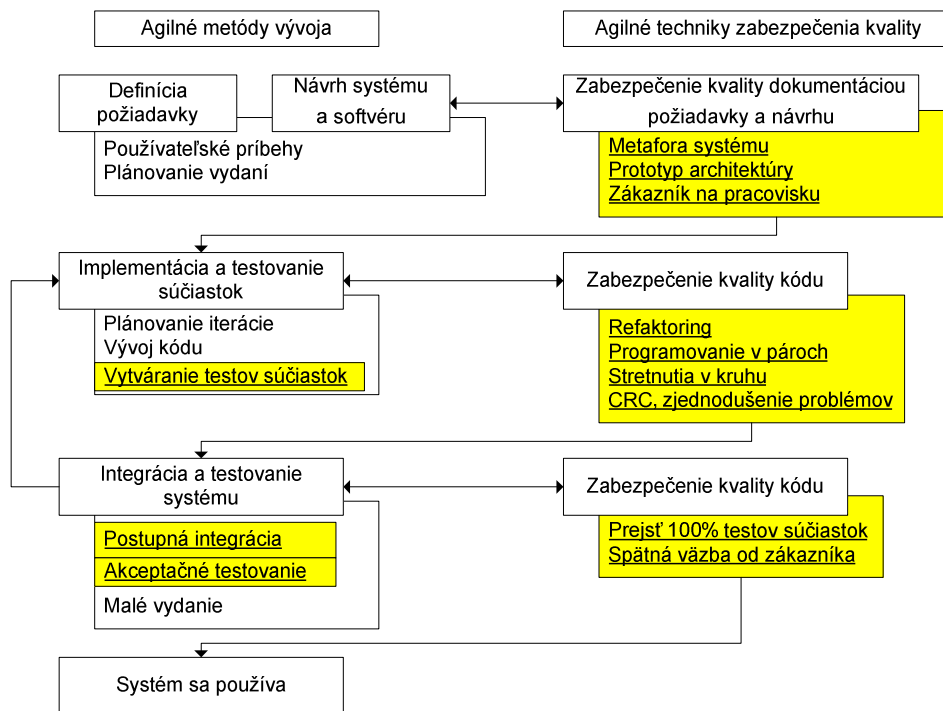 Agilné metódy vývoja
Agilné techniky zabezpečenia kvality
Definícia
požiadavky
Návrh systému
a softvéru
Zabezpečenie kvality dokumentáciou
požiadavky a návrhu
Používateľské príbehy
Plánovanie vydaní
Metafora systému
Prototyp architektúry
Zákazník na pracovisku
Implementácia a testovanie
súčiastok
Zabezpečenie kvality kódu
Plánovanie iterácie
Vývoj kódu
Vytváranie testov súčiastok
Refaktoring
Programovanie v pároch
Stretnutia v kruhu
CRC, zjednodušenie problémov
Integrácia a testovanie
systému
Zabezpečenie kvality kódu
Postupná integrácia
Akceptačné testovanie
Malé vydanie
Prejsť 100% testov súčiastok
Spätná väzba od zákazníka
Systém sa používa